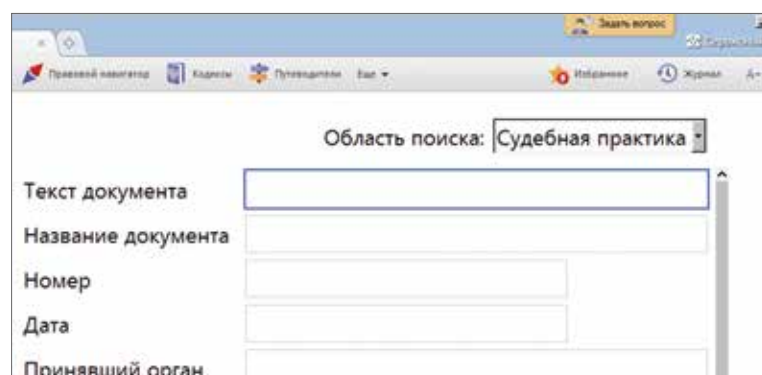 Задать вопрос
Правовой навигатор Кодексы Путеводители Еще
Избранное Журнал А-
Область поиска: Судебная практика
Текст документа
Название документа
Номер
Дата
Принявший орган